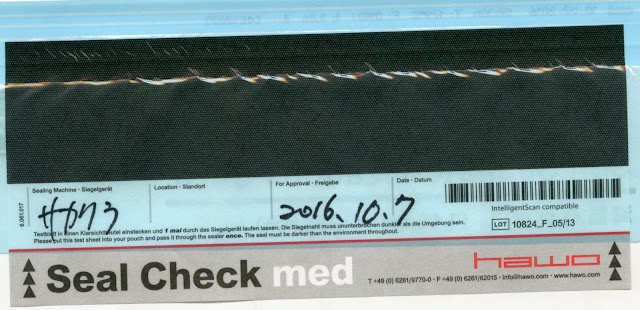 Sealing Machine · Siegelgerät
Location · Standort
For Approval · Freigabe
Date · Datum
2016.10.7
6.081.017
IntelligentScan compatible
LOT 10824_F_05/13
Testblatt in einen Klarsichtbeutel einstecken und 1 mal durch das Siegelgerät laufen lassen. Die Siegelnaht muss ununterbrochen dunkler als die Umgebung sein.
Please put this test sheet into your pouch and pass it through the sealer once. The seal must be darker than the environment throughout.
Seal Check med
hawo
T +49 (0) 6261/9770-0 · F +49 (0) 6261/62015 · info@hawo.com · www.hawo.com